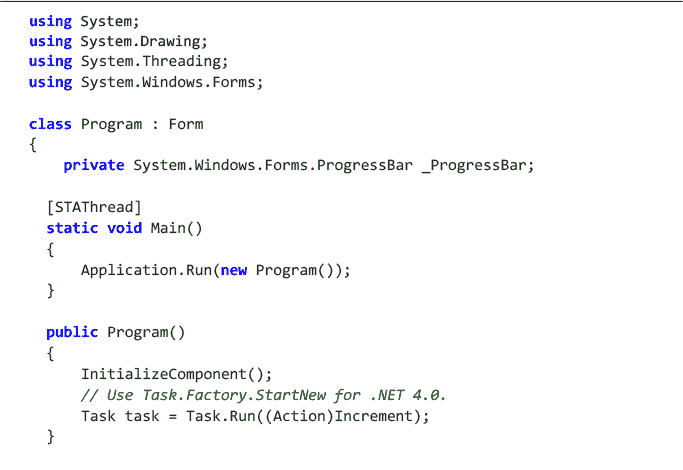 using System;
using System.Drawing;
using System.Threading;
using System.Windows.Forms;
class Program : Form
{
private System.Windows.Forms.ProgressBar _ProgressBar;
[STAThread]
static void Main()
{
Application.Run(new Program());
}
public Program()
{
InitializeComponent();
// Use Task.Factory.StartNew for .NET 4.0.
Task task = Task.Run((Action)Increment);
}